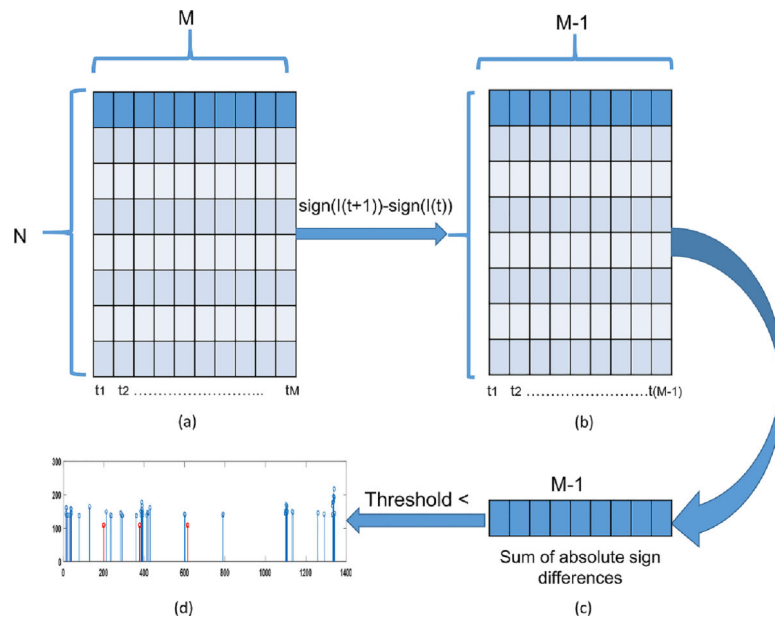 M
M-1
N
sign(I(t+1))-sign(I(t))
t1 t2 ........................... tM
t1 t2 ........................... t(M-1)
(a)
(b)
300
200
100
0
0 200 400 600 800 1000 1200 1400
Threshold <
M-1
Sum of absolute sign
differences
(d)
(c)